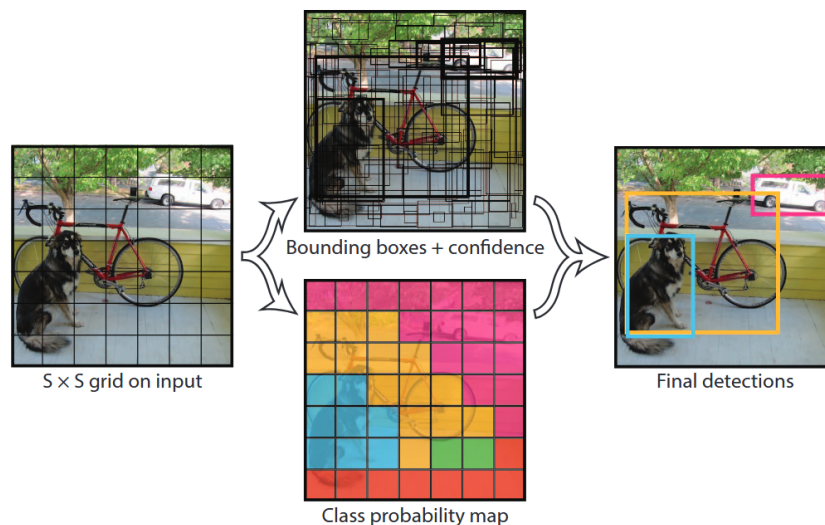 Bounding boxes + confidence
S × S grid on input
Final detections
Class probability map